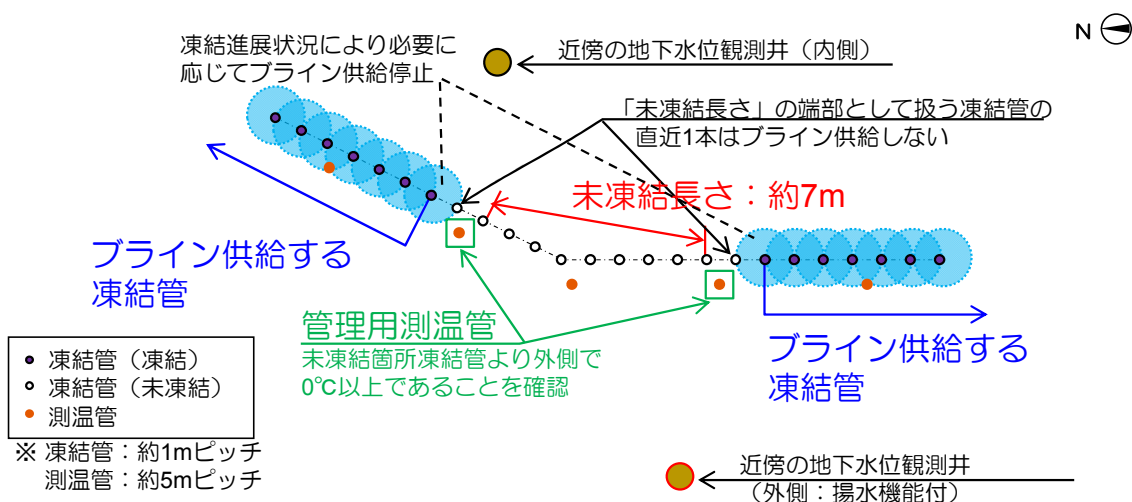 N
凍結進展状況により必要に
応じてブライン供給停止
近傍の地下水位観測井（内側）
「未凍結長さ」の端部として扱う凍結管の
直近1本はブライン供給しない
未凍結長さ：約7m
ブライン供給する
凍結管
管理用測温管
未凍結箇所凍結管より外側で
0℃以上であることを確認
ブライン供給する
凍結管
凍結管（凍結）
凍結管（未凍結）
測温管
※ 凍結管：約1mピッチ
測温管：約5mピッチ
近傍の地下水位観測井
（外側：揚水機能付）